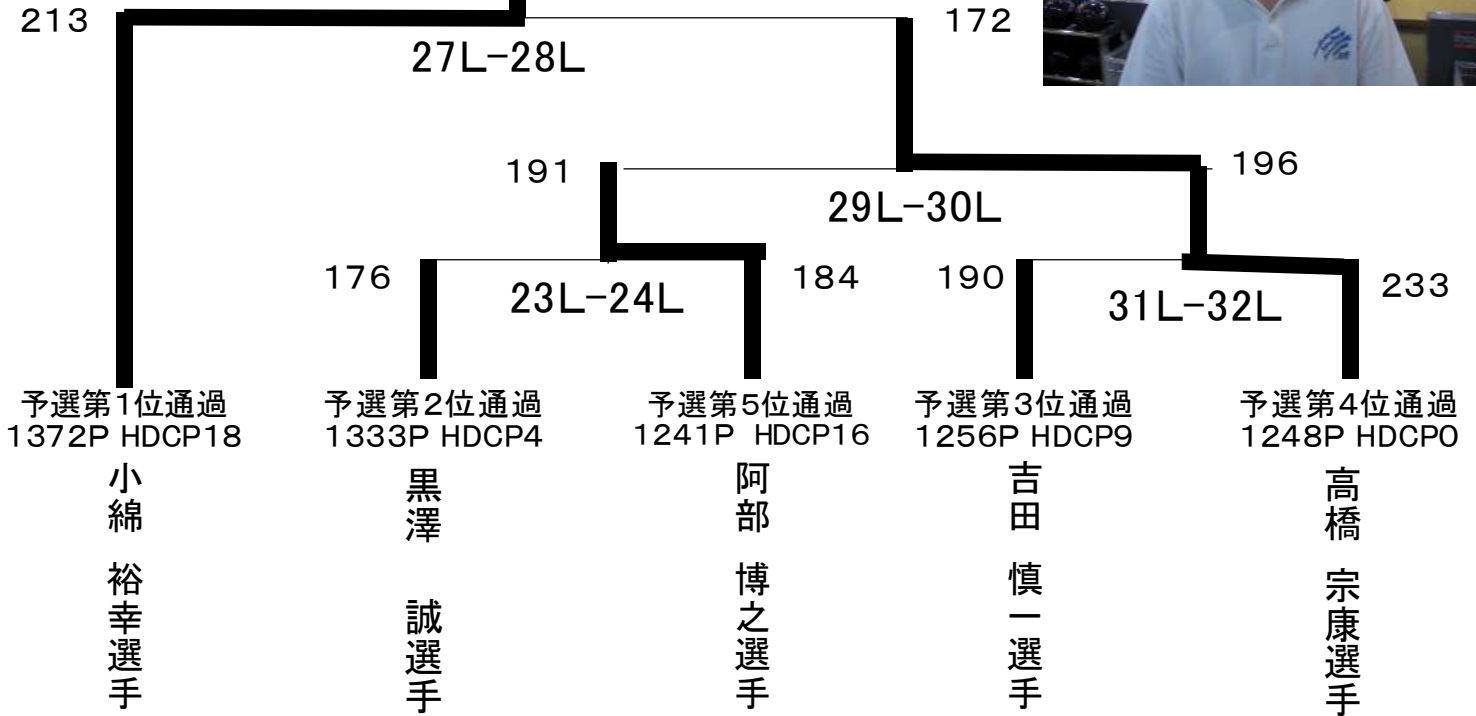 213
172
27L-28L
191
196
29L-30L
176
184
190
233
23L-24L
31L-32L
予選第1位通過
1372P HDCP18
小綿 裕幸選手
予選第2位通過
1333P HDCP4
黒澤 誠選手
予選第5位通過
1241P HDCP16
阿部 博之選手
予選第3位通過
1256P HDCP9
吉田 慎一選手
予選第4位通過
1248P HDCP0
高橋 宗康選手